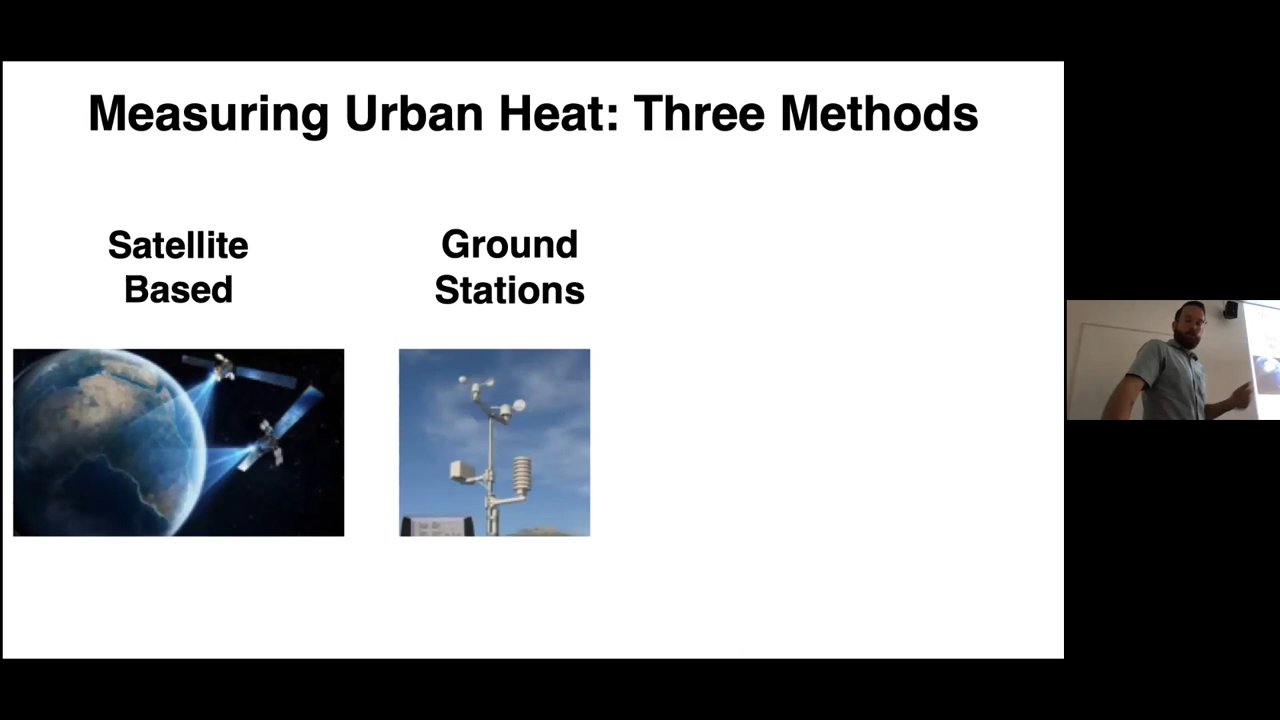 Measuring Urban Heat: Three Methods
Satellite
Based
Ground
Stations